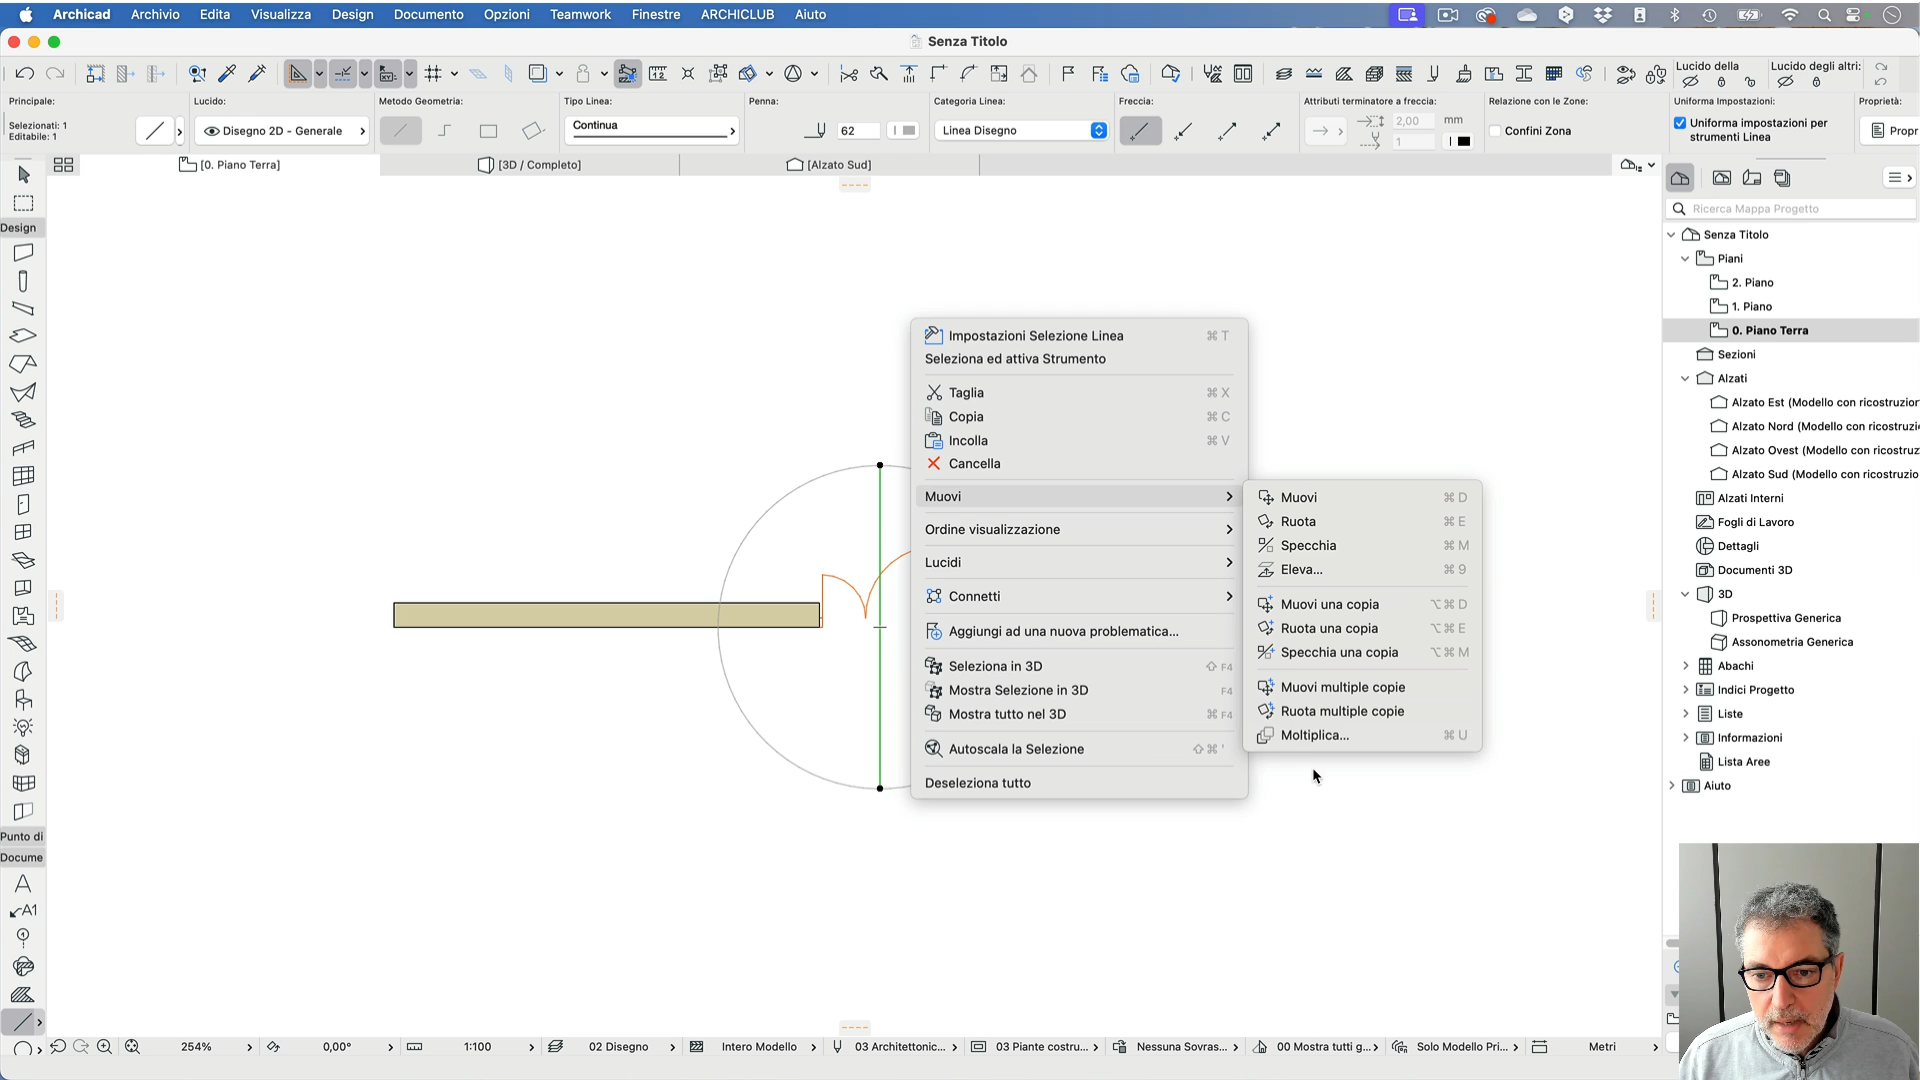 Archicad Archivio Edita Visualizza Design Documento Opzioni Teamwork Finestre ARCHICLUB Aiuto
Senza Titolo
Lucido della
Lucido degli altri:
Principale:
Selezionati: 1
Editabile: 1
Lucido:
Disegno 2D - Generale
Metodo Geometria:
Tipo Linea:
Continua
Penna:
62
Categoria Linea:
Linea Disegno
Freccia:
Attributi terminatore a freccia:
2,00 mm
1
Relazione con le Zone:
Confini Zona
Uniforma Impostazioni:
Uniforma impostazioni per
strumenti Linea
Proprietà:
Propr
[0. Piano Terra]
[3D / Completo]
[Alzato Sud]
Design
Punto di
Docume
A
A1
Impostazioni Selezione Linea ⌘ T
Seleziona ed attiva Strumento
Taglia ⌘ X
Copia ⌘ C
Incolla ⌘ V
Cancella
Muovi
Ordine visualizzazione
Lucidi
Connetti
Aggiungi ad una nuova problematica...
Seleziona in 3D ⇧ F4
Mostra Selezione in 3D F4
Mostra tutto nel 3D ⌘ F4
Autoscala la Selezione ⇧⌘ '
Deseleziona tutto
Muovi ⌘ D
Ruota ⌘ E
Specchia ⌘ M
Eleva... ⌘ 9
Muovi una copia ⌥⌘ D
Ruota una copia ⌥⌘ E
Specchia una copia ⌥⌘ M
Muovi multiple copie
Ruota multiple copie
Moltiplica... ⌘ U
Ricerca Mappa Progetto
Senza Titolo
Piani
2. Piano
1. Piano
0. Piano Terra
Sezioni
Alzati
Alzato Est (Modello con ricostruzior
Alzato Nord (Modello con ricostruzi
Alzato Ovest (Modello con ricostruz
Alzato Sud (Modello con ricostruzio
Alzati Interni
Fogli di Lavoro
Dettagli
Documenti 3D
3D
Prospettiva Generica
Assonometria Generica
Abachi
Indici Progetto
Liste
Informazioni
Lista Aree
Aiuto
254% 0,00° 1:100 02 Disegno Intero Modello 03 Architettonic... 03 Piante costru... Nessuna Sovras... 00 Mostra tutti g... Solo Modello Pri... Metri